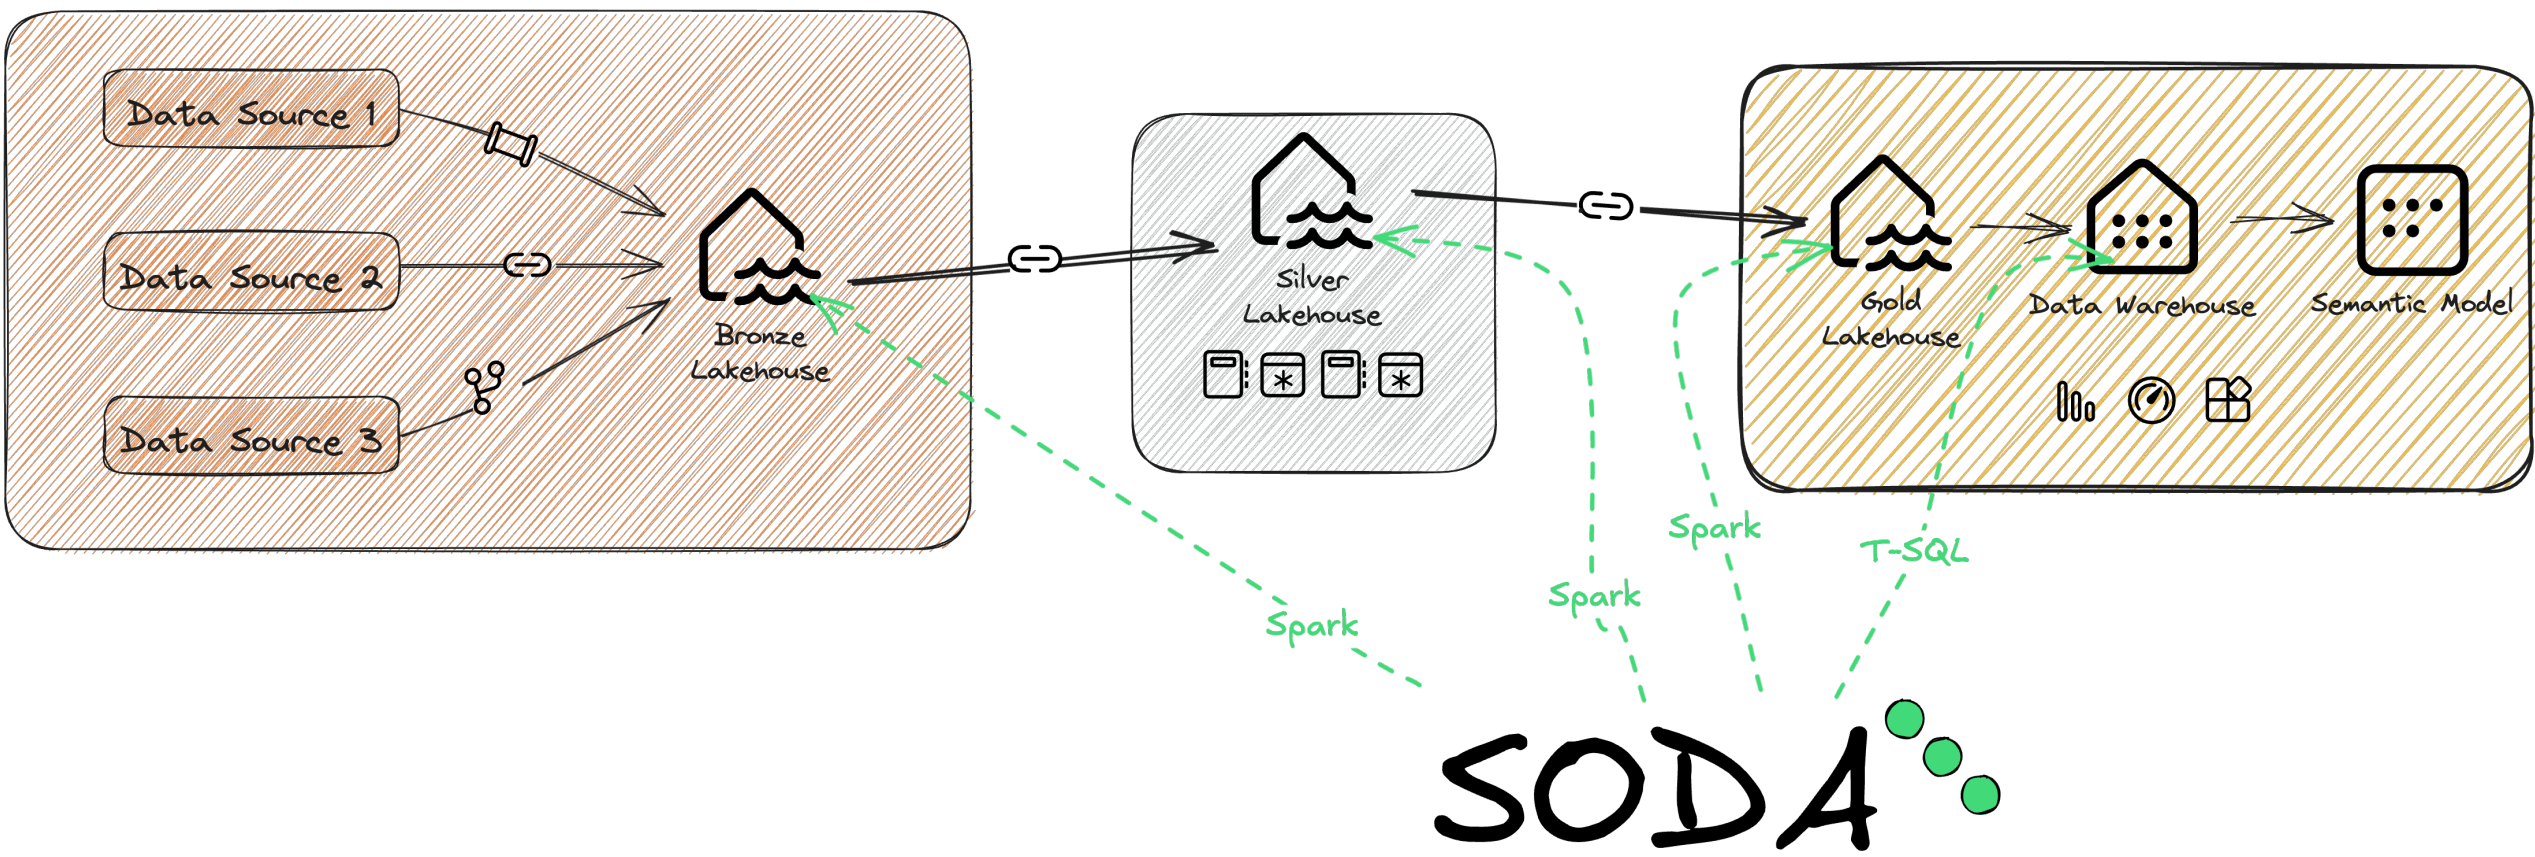 Data Source 1
Data Source 2
Data Source 3
Bronze
Lakehouse
Silver
Lakehouse
Gold
Lakehouse
Data Warehouse
Semantic Model
Spark
Spark
Spark
T-SQL
SODA